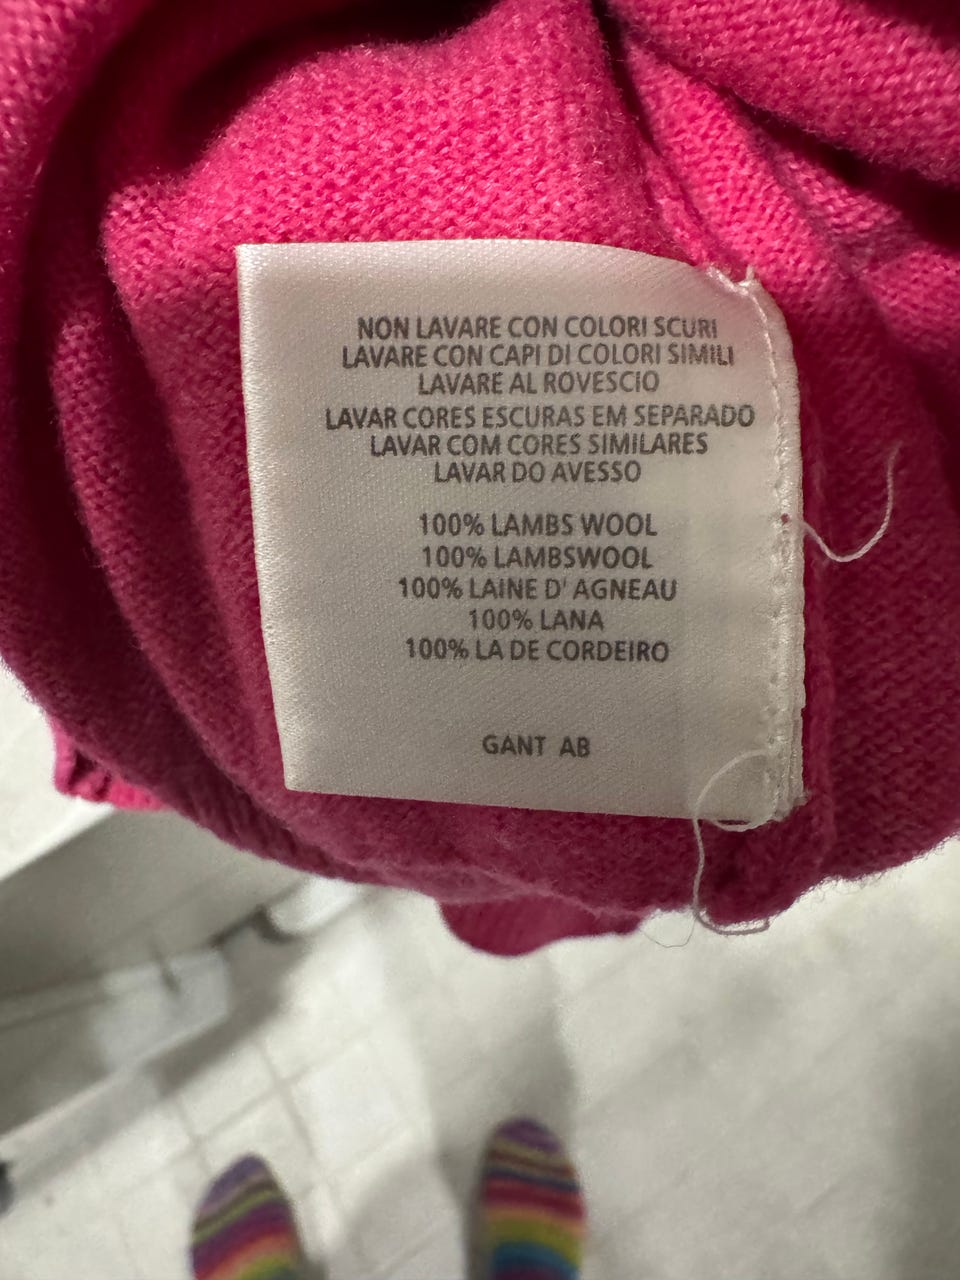 NON LAVARE CON COLORI SCURI
LAVARE CON CAPI DI COLORI SIMILI
LAVARE AL ROVESCIO
LAVAR CORES ESCURAS EM SEPARADO
LAVAR COM CORES SIMILARES
LAVAR DO AVESSO
100% LAMBS WOOL
100% LAMBSWOOL
100% LAINE D' AGNEAU
100% LANA
100% LA DE CORDEIRO
GANT AB